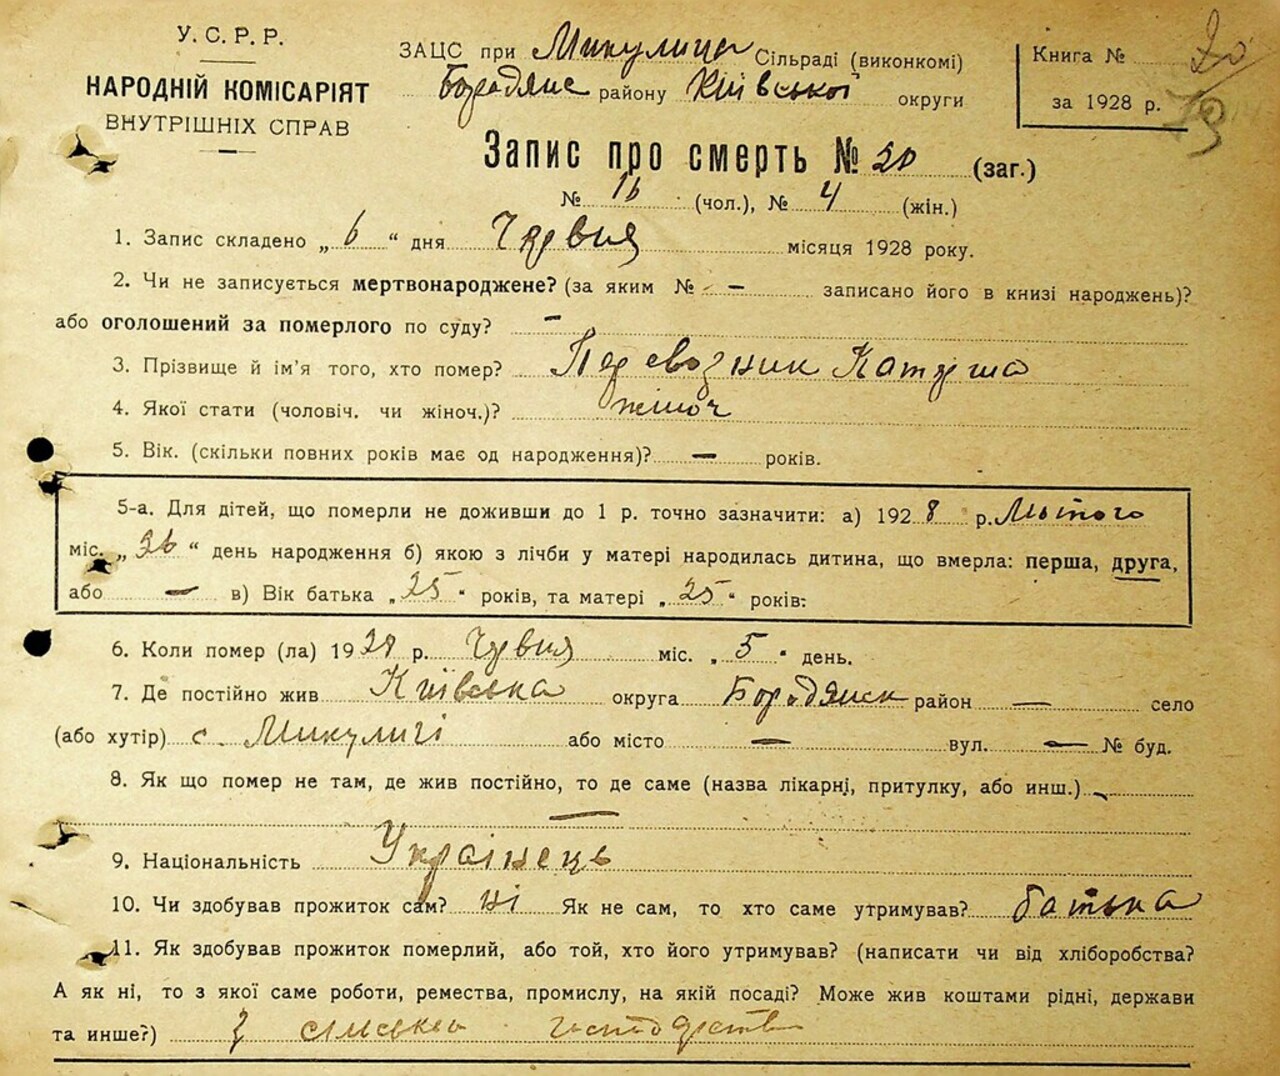 У. С. Р. Р.
НАРОДНІЙ КОМІСАРІЯТ
ВНУТРІШНІХ СПРАВ
ЗАЦС при Микулице Сільраді (виконкомі)
Бородянс району Київської округи
Книга № 20
за 1928 р. 79
Запис про смерть № 20 (заг.)
№ 16 (чол.), № 4 (жін.)
1. Запис складено „ 6 “ дня Червня місяця 1928 року.
2. Чи не записується мертвонароджене? (за яким № — записано його в книзі народжень)?
або оголошений за померлого по суду? —
3. Прізвище й ім'я того, хто помер? Перевозник
4. Якої стати (чоловіч. чи жіноч.)? жіноч
5. Вік. (скільки повних років має од народження)? — років.
5-а. Для дітей, що померли не доживши до 1 р. точно зазначити: а) 1928 р. Лютого
міс. „ 26 “ день народження б) якою з лічби у матері народилась дитина, що вмерла: перша, друга,
або — в) Вік батька „ 25 “ років, та матері „ 25 “ років.
6. Коли помер (ла) 1928 р. Червня міс. „ 5 “ день.
7. Де постійно жив Київська округа Бородянск район — село
(або хутір) с. Микуличі або місто — вул. — № буд.
8. Як що помер не там, де жив постійно, то де саме (назва лікарні, притулку, або инш.)
—
9. Національність Українець
10. Чи здобував прожиток сам? ні Як не сам, то хто саме утримував? батька
11. Як здобував прожиток померлий, або той, хто його утримував? (написати чи від хліборобства?
А як ні, то з якої саме роботи, ремества, промислу, на якій посаді? Може жив коштами рідні, держави
та инше?) З сільсько господарства